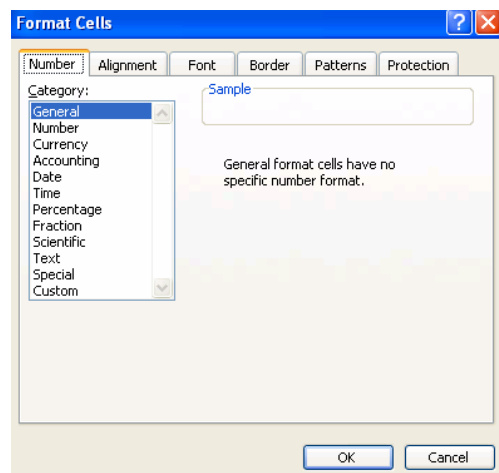 Format Cells
Number Alignment Font Border Patterns Protection
Category:
General
Number
Currency
Accounting
Date
Time
Percentage
Fraction
Scientific
Text
Special
Custom
Sample
General format cells have no
specific number format.
OK Cancel